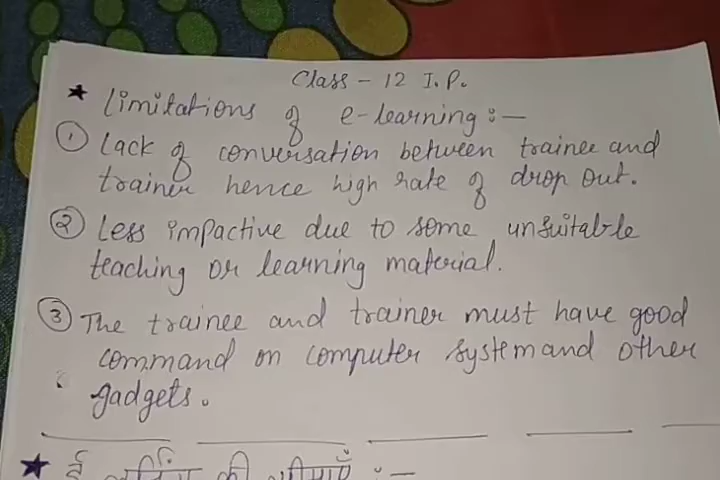 Class - 12 I.P.
★ Limitations of e-learning :-
① Lack of conversation between trainee and
trainer hence high rate of drop out.
② Less impactive due to some unsuitable
teaching or learning material.
③ The trainee and trainer must have good
command on computer system and other
gadgets.
★ ई लर्निंग की सीमाएँ :-